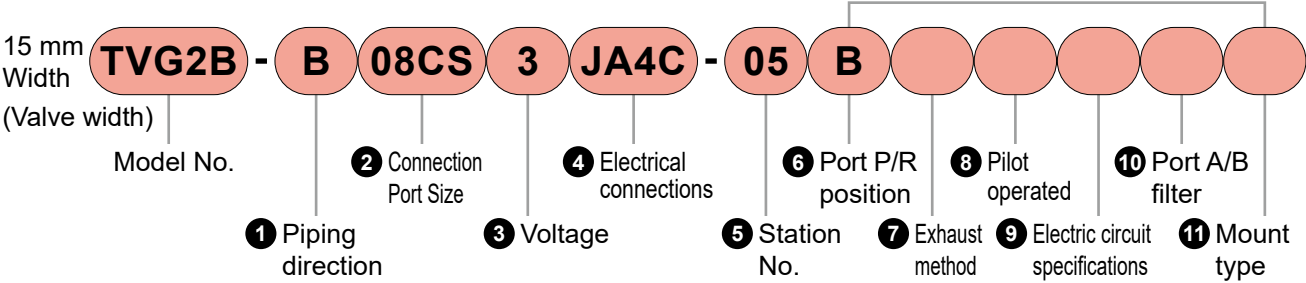 15 mm
Width
(Valve width)
TVG2B - B 08CS 3 JA4C - 05 B
Model No.
2 Connection
Port Size
4 Electrical
connections
6 Port P/R
position
8 Pilot
operated
10 Port A/B
filter
1 Piping
direction
3 Voltage
5 Station
No.
7 Exhaust
method
9 Electric circuit
specifications
11 Mount
type